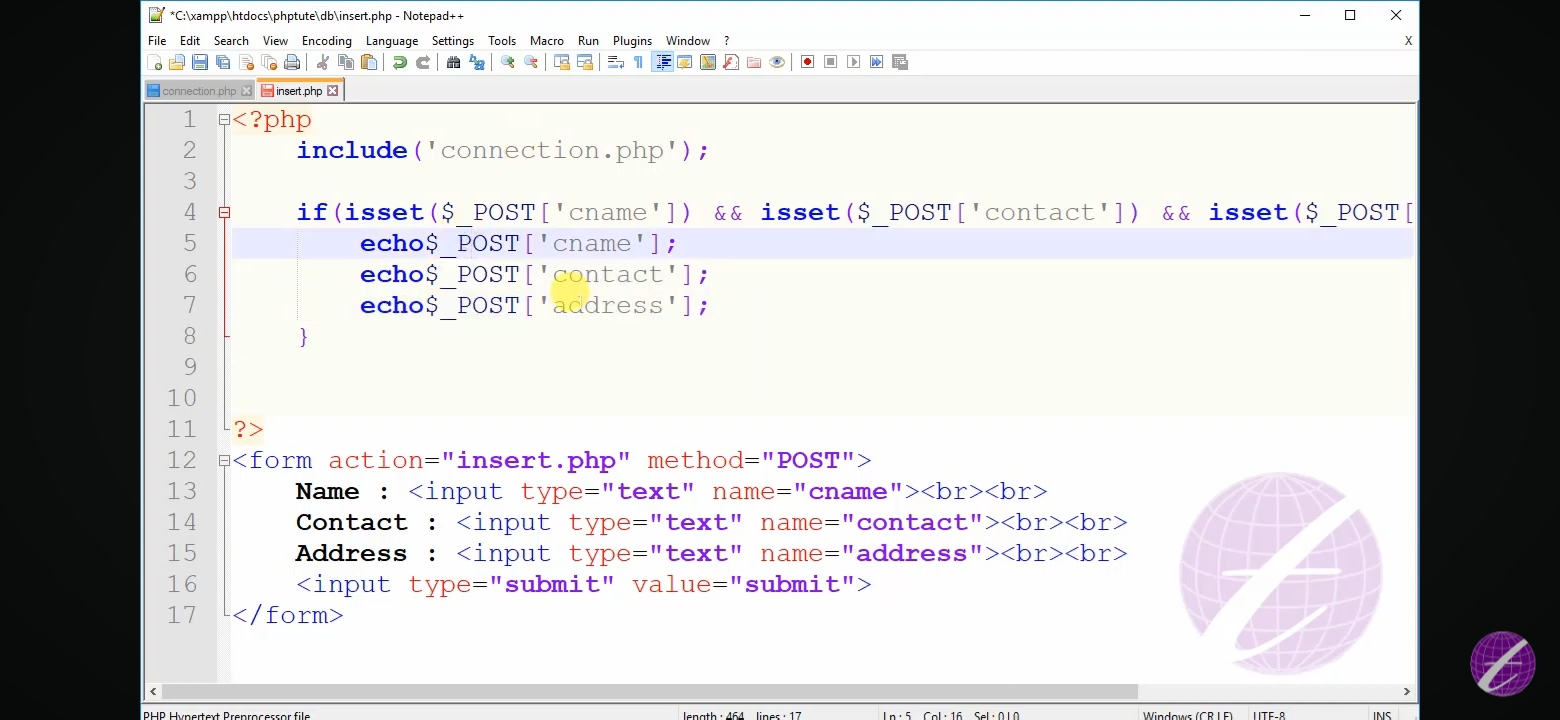 *C:\xampp\htdocs\phptute\db\insert.php - Notepad++
File Edit Search View Encoding Language Settings Tools Macro Run Plugins Window ? X
connection.php insert.php
1 <?php
2 include('connection.php');
3
4 if(isset($_POST['cname']) && isset($_POST['contact']) && isset($_POST[
5 echo$_POST['cname'];
6 echo$_POST['contact'];
7 echo$_POST['address'];
8 }
9
10
11 ?>
12 <form action="insert.php" method="POST">
13 Name : <input type="text" name="cname"><br><br>
14 Contact : <input type="text" name="contact"><br><br>
15 Address : <input type="text" name="address"><br><br>
16 <input type="submit" value="submit">
17 </form>
PHP Hypertext Preprocessor file length : 464 lines : 17 Ln : 5 Col : 16 Sel : 0 | 0 Windows (CR LF) UTF-8 INS